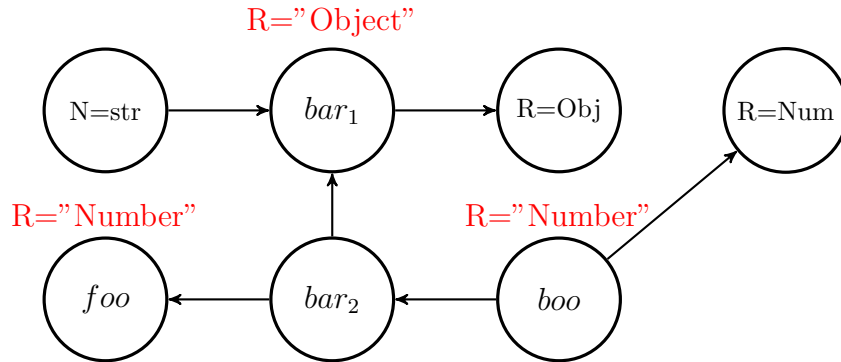 R=”Object”
N=str
bar₁
R=Obj
R=Num
R=”Number”
R=”Number”
foo
bar₂
boo